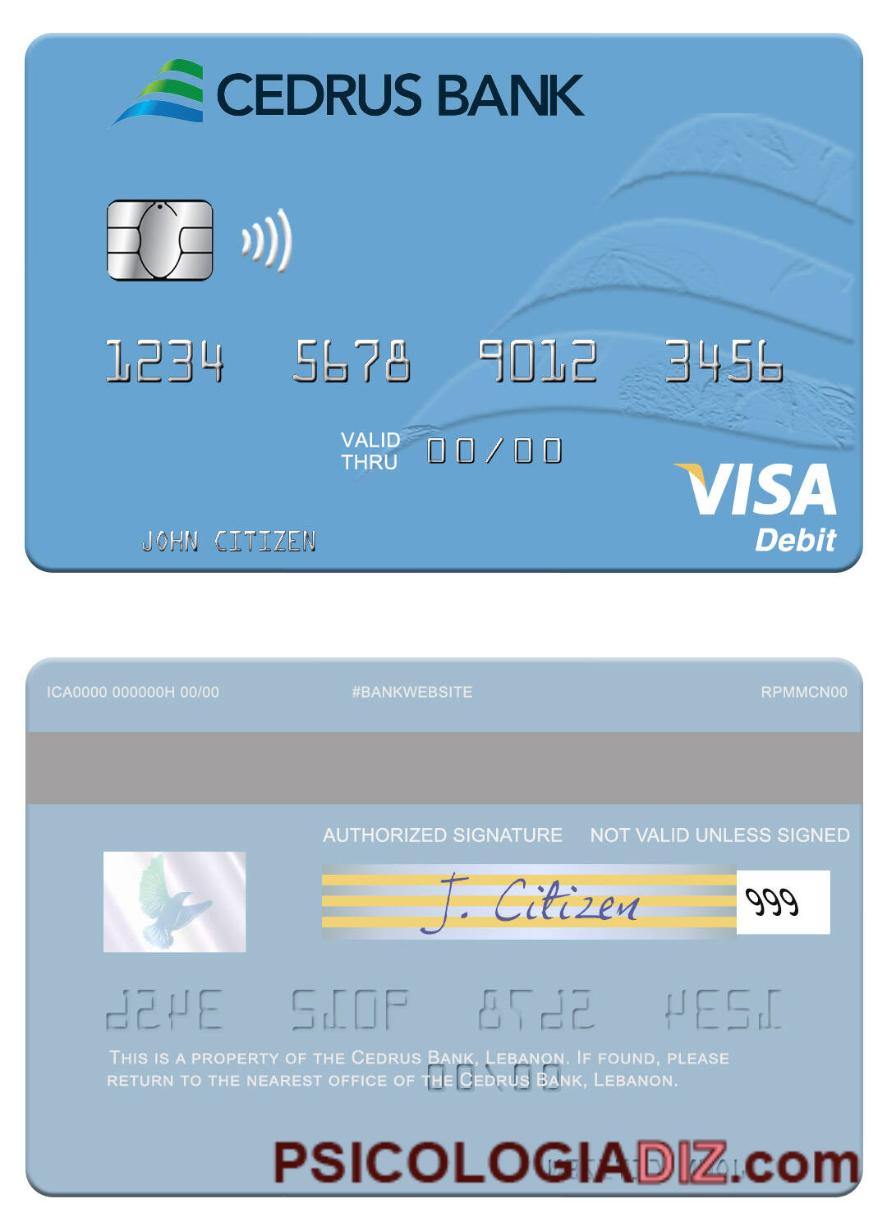 CEDRUS BANK
1234 5678 9012 3456
VALID
THRU 00/00
VISA
Debit
JOHN CITIZEN
ICA0000 000000H 00/00 #BANKWEBSITE RPMMCN00
AUTHORIZED SIGNATURE NOT VALID UNLESS SIGNED
J. Citizen 999
THIS IS A PROPERTY OF THE CEDRUS BANK, LEBANON. IF FOUND, PLEASE
RETURN TO THE NEAREST OFFICE OF THE CEDRUS BANK, LEBANON.
PSICOLOGIADIZ.com